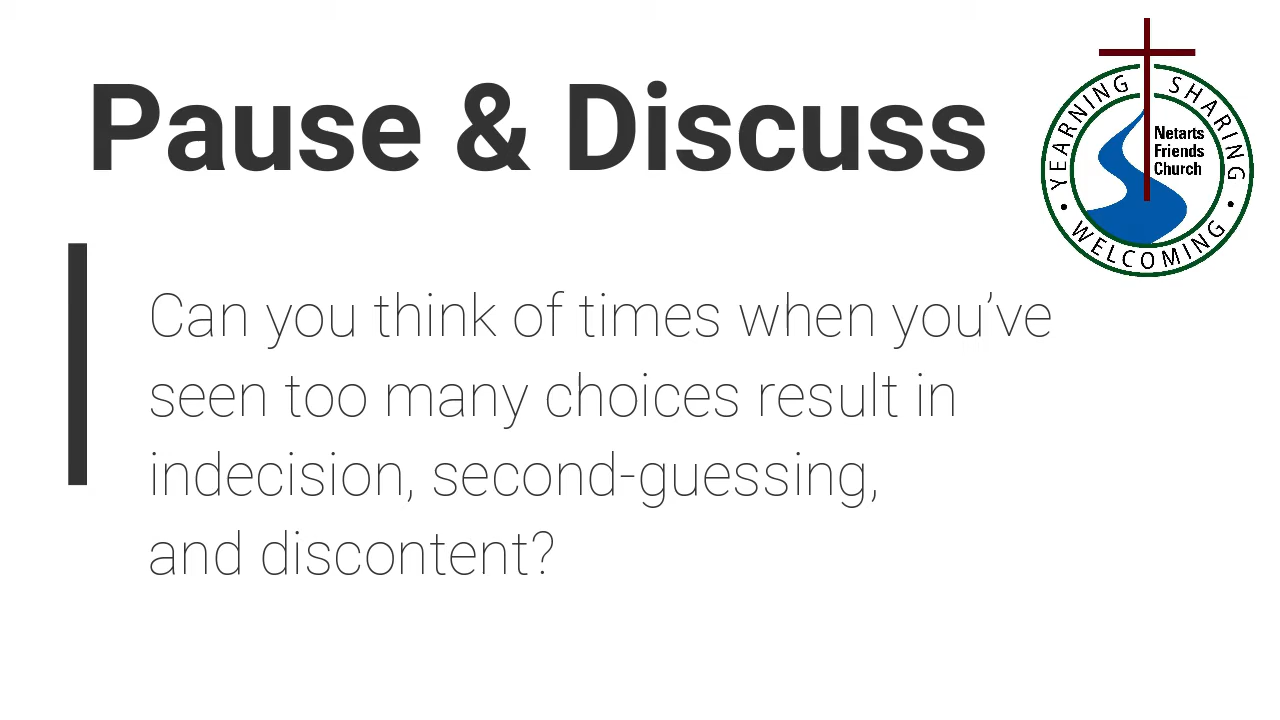 Pause & Discuss
YEARNING • SHARING • WELCOMING
Netarts
Friends
Church
Can you think of times when you’ve
seen too many choices result in
indecision, second-guessing,
and discontent?